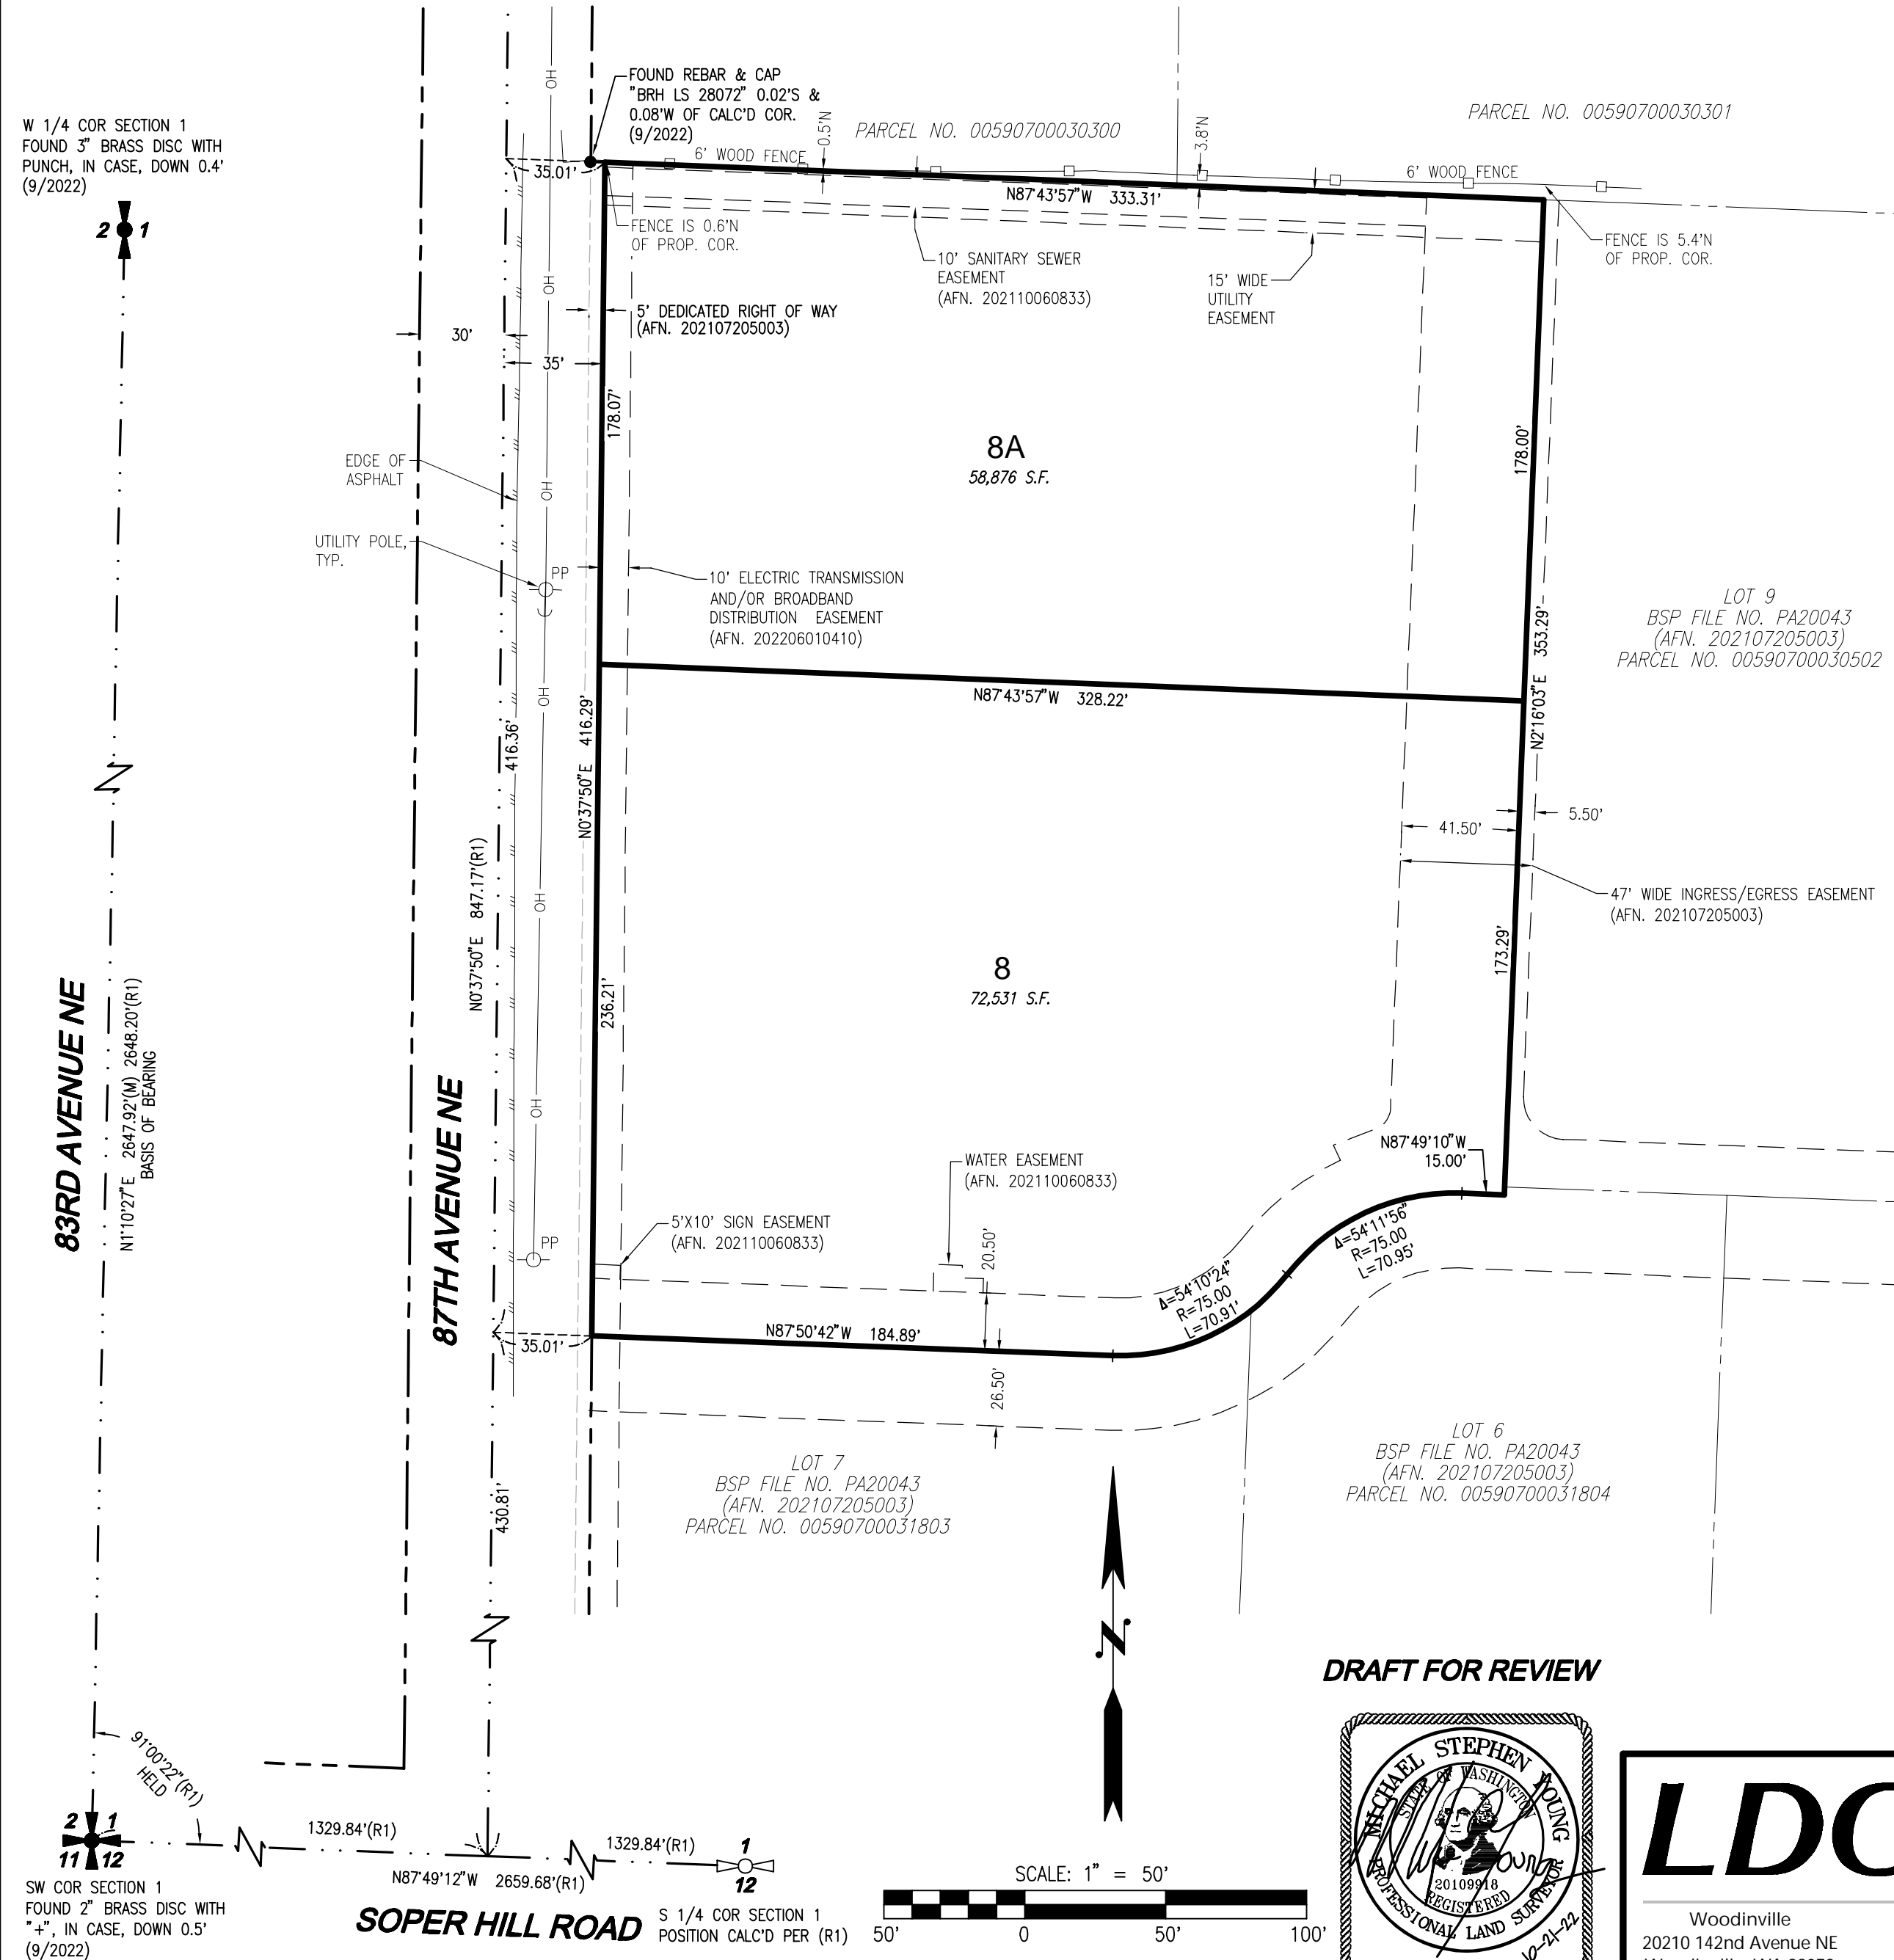 W 1/4 COR SECTION 1
FOUND 3" BRASS DISC WITH
PUNCH, IN CASE, DOWN 0.4'
(9/2022)
2 1
FOUND REBAR & CAP
"BRH LS 28072" 0.02'S &
0.08'W OF CALC'D COR.
(9/2022)
PARCEL NO. 00590700030300
PARCEL NO. 00590700030301
OH
0.5'N
3.8'N
6' WOOD FENCE
6' WOOD FENCE
35.01'
N87°43'57"W 333.31'
FENCE IS 0.6'N
OF PROP. COR.
FENCE IS 5.4'N
OF PROP. COR.
10' SANITARY SEWER
EASEMENT
(AFN. 202110060833)
15' WIDE
UTILITY
EASEMENT
OH
5' DEDICATED RIGHT OF WAY
(AFN. 202107205003)
30'
35'
178.07'
8A
58,876 S.F.
178.00'
EDGE OF
ASPHALT
OH
UTILITY POLE,
TYP.
PP
10' ELECTRIC TRANSMISSION
AND/OR BROADBAND
DISTRIBUTION EASEMENT
(AFN. 202206010410)
LOT 9
BSP FILE NO. PA20043
(AFN. 202107205003)
PARCEL NO. 00590700030502
N2°16'03"E 353.29'
OH
N87°43'57"W 328.22'
416.36'
N0°37'50"E 416.29'
5.50'
41.50'
47' WIDE INGRESS/EGRESS EASEMENT
(AFN. 202107205003)
N0°37'50"E 847.17'(R1)
OH
173.29'
8
72,531 S.F.
236.21'
83RD AVENUE NE
N1°10'27"E 2647.92'(M) 2648.20'(R1)
BASIS OF BEARING
87TH AVENUE NE
OH
N87°49'10"W
15.00'
WATER EASEMENT
(AFN. 202110060833)
5'X10' SIGN EASEMENT
(AFN. 202110060833)
PP
20.50'
Δ=54°11'56"
R=75.00
L=70.95'
Δ=54°10'24"
R=75.00
L=70.91'
35.01'
N87°50'42"W 184.89'
26.50'
LOT 7
BSP FILE NO. PA20043
(AFN. 202107205003)
PARCEL NO. 00590700031803
LOT 6
BSP FILE NO. PA20043
(AFN. 202107205003)
PARCEL NO. 00590700031804
430.81'
N
DRAFT FOR REVIEW
91°00'22"(R1)
HELD
2 1
11 12
1329.84'(R1)
1329.84'(R1)
1
12
N87°49'12"W 2659.68'(R1)
SW COR SECTION 1
FOUND 2" BRASS DISC WITH
"+", IN CASE, DOWN 0.5'
(9/2022)
SOPER HILL ROAD
S 1/4 COR SECTION 1
POSITION CALC'D PER (R1)
SCALE: 1" = 50'
50' 0 50' 100'
MICHAEL STEPHEN YOUNG
STATE OF WASHINGTON
20109918
REGISTERED
PROFESSIONAL LAND SURVEYOR
10-21-22
LDC
Woodinville
20210 142nd Avenue NE